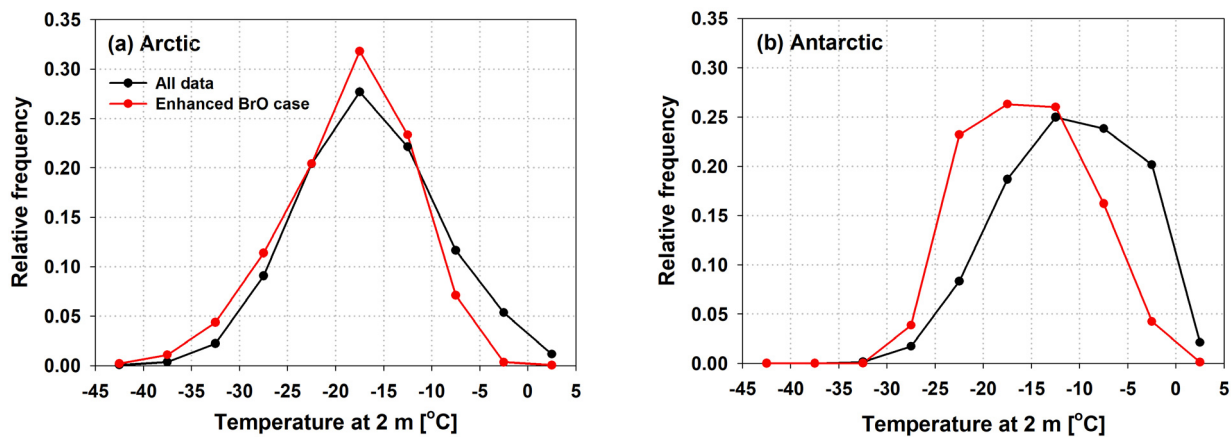 (a) Arctic
All data
Enhanced BrO case
Relative frequency
0.35
0.30
0.25
0.20
0.15
0.10
0.05
0.00
-45 -40 -35 -30 -25 -20 -15 -10 -5 0 5
Temperature at 2 m [°C]
(b) Antarctic
Relative frequency
0.35
0.30
0.25
0.20
0.15
0.10
0.05
0.00
-45 -40 -35 -30 -25 -20 -15 -10 -5 0 5
Temperature at 2 m [°C]